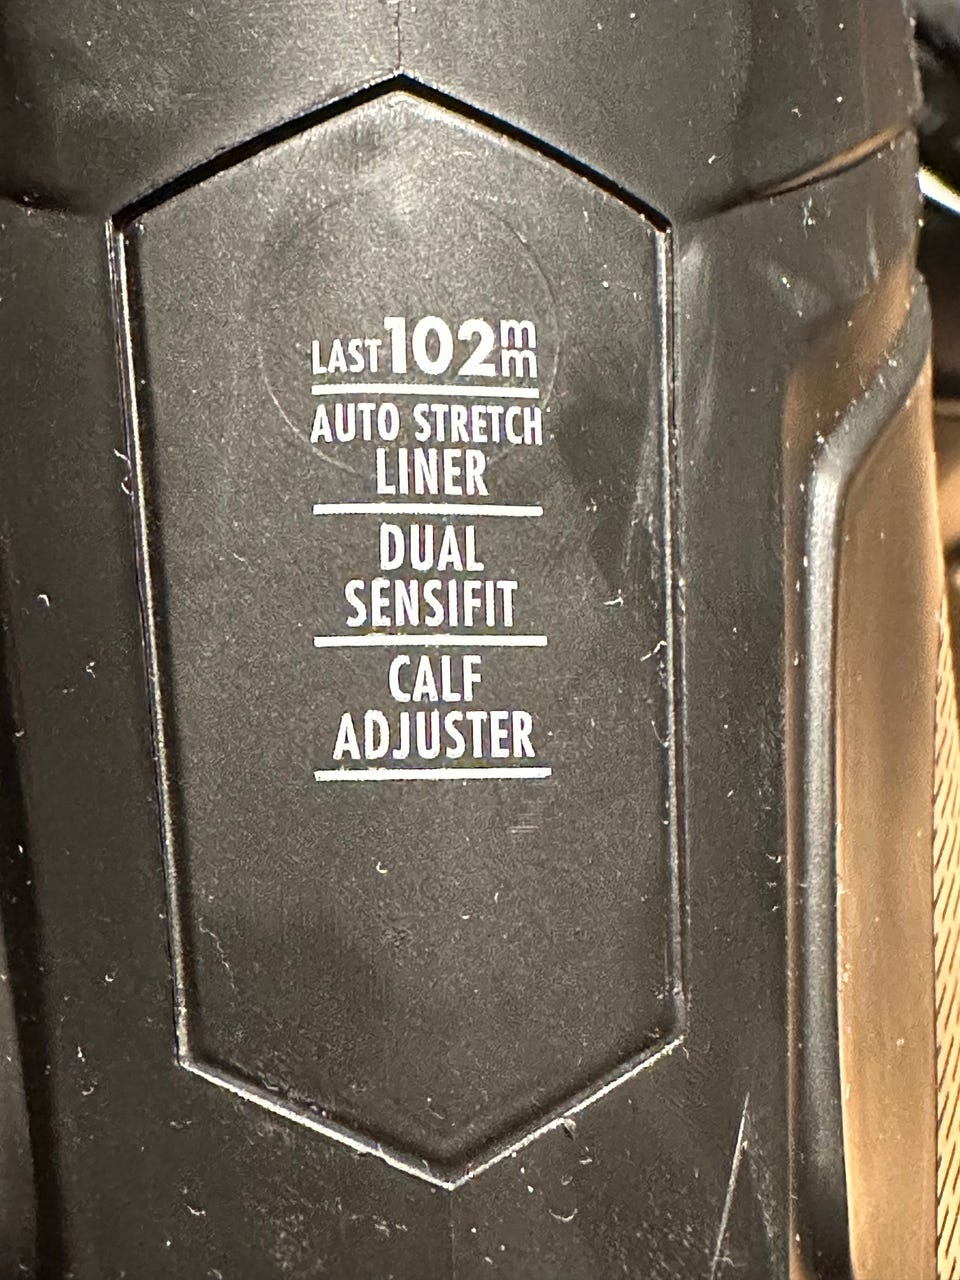 LAST 102mm
AUTO STRETCH
LINER
DUAL
SENSIFIT
CALF
ADJUSTER